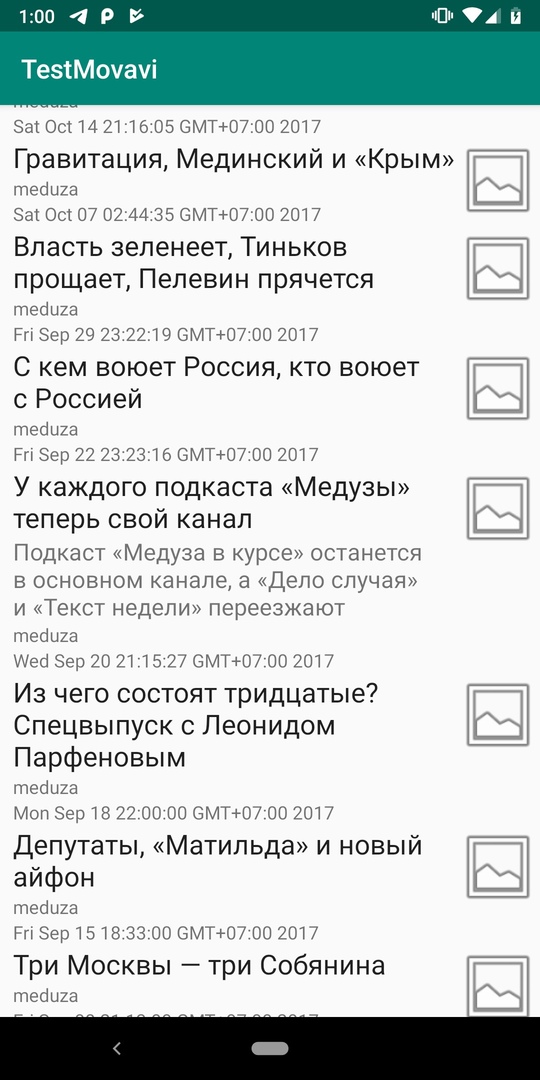 1:00
TestMovavi
meduza
Sat Oct 14 21:16:05 GMT+07:00 2017
Гравитация, Мединский и «Крым»
meduza
Sat Oct 07 02:44:35 GMT+07:00 2017
Власть зеленеет, Тиньков
прощает, Пелевин прячется
meduza
Fri Sep 29 23:22:19 GMT+07:00 2017
С кем воюет Россия, кто воюет
с Россией
meduza
Fri Sep 22 23:23:16 GMT+07:00 2017
У каждого подкаста «Медузы»
теперь свой канал
Подкаст «Медуза в курсе» останется
в основном канале, а «Дело случая»
и «Текст недели» переезжают
meduza
Wed Sep 20 21:15:27 GMT+07:00 2017
Из чего состоят тридцатые?
Спецвыпуск с Леонидом
Парфеновым
meduza
Mon Sep 18 22:00:00 GMT+07:00 2017
Депутаты, «Матильда» и новый
айфон
meduza
Fri Sep 15 18:33:00 GMT+07:00 2017
Три Москвы — три Собянина
meduza